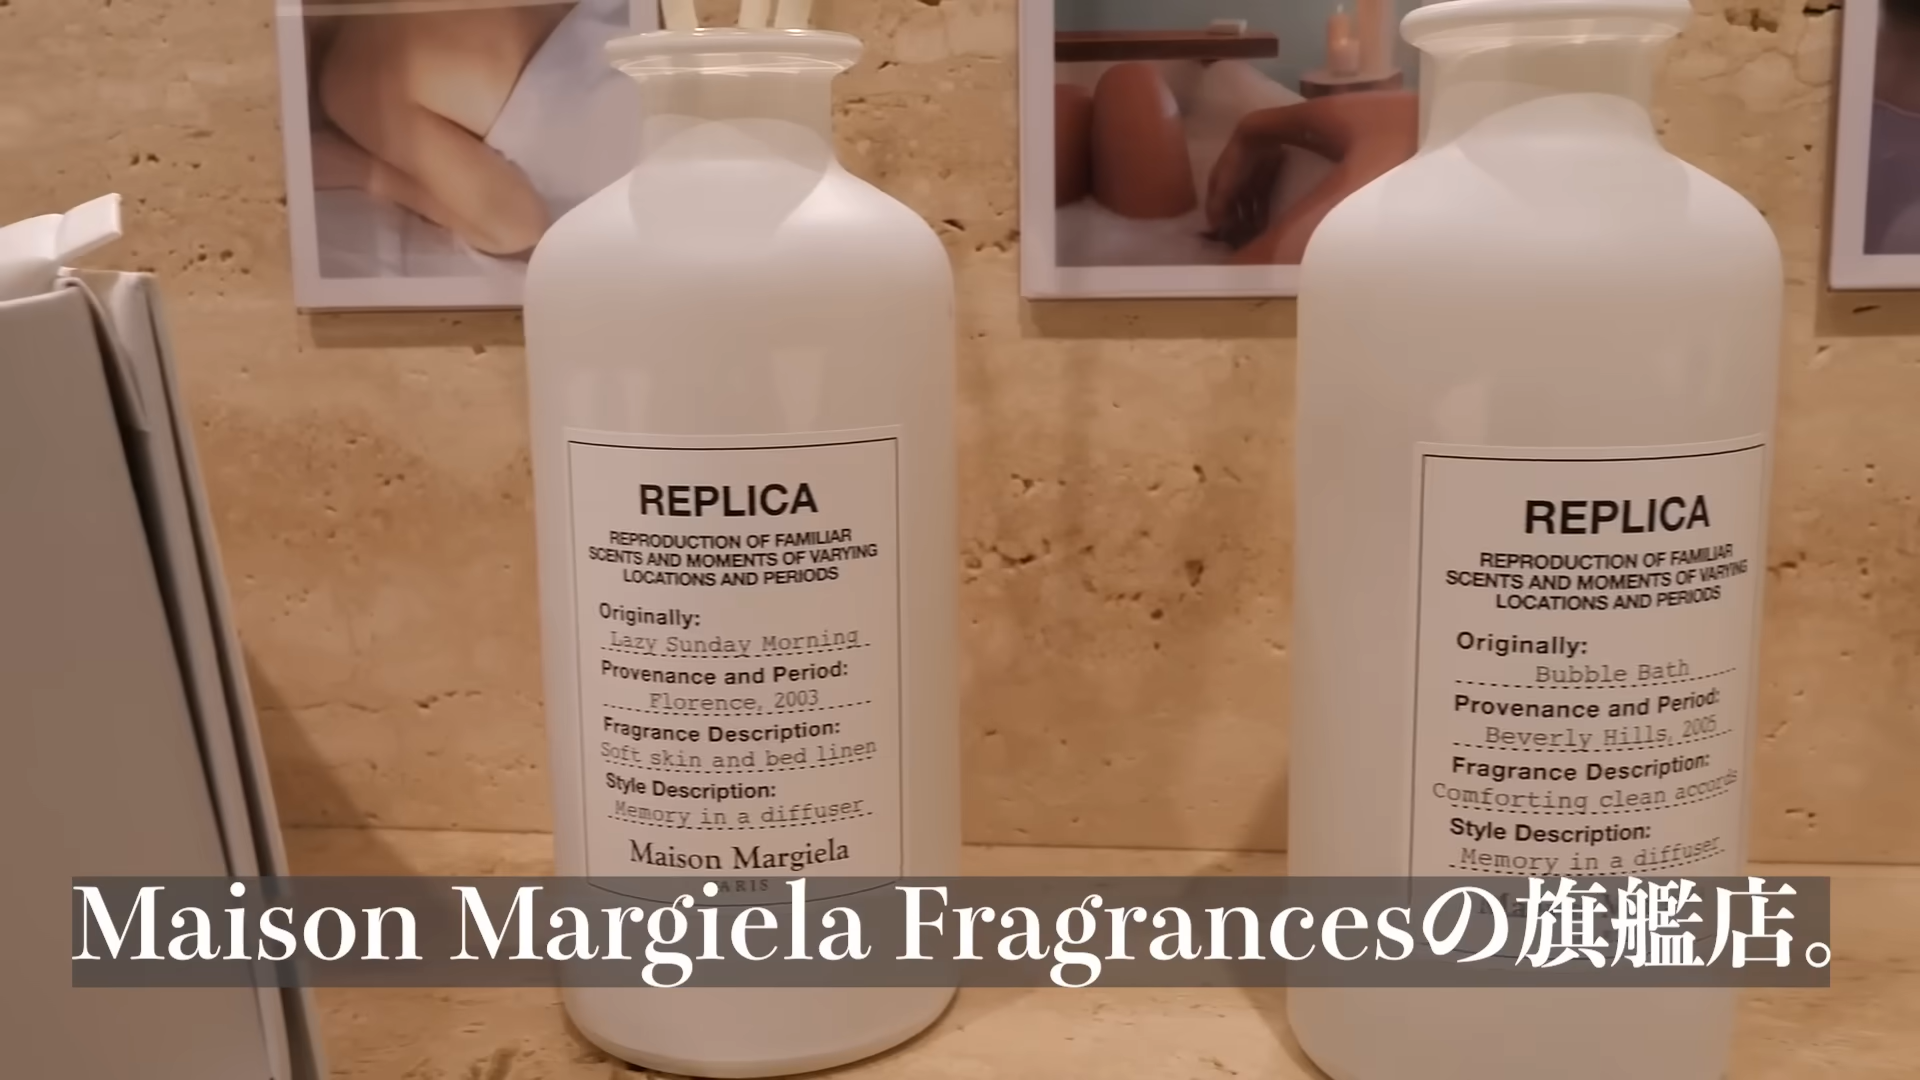 REPLICA
REPRODUCTION OF FAMILIAR
SCENTS AND MOMENTS OF VARYING
LOCATIONS AND PERIODS
Originally:
Lazy Sunday Morning
Provenance and Period:
Florence, 2003
Fragrance Description:
Soft skin and bed linen
Style Description:
Memory in a diffuser
Maison Margiela
PARIS
REPLICA
REPRODUCTION OF FAMILIAR
SCENTS AND MOMENTS OF VARYING
LOCATIONS AND PERIODS
Originally:
Bubble Bath
Provenance and Period:
Beverly Hills, 2005
Fragrance Description:
Comforting clean accords
Style Description:
Memory in a diffuser
Maison Margiela Fragrancesの旗艦店。